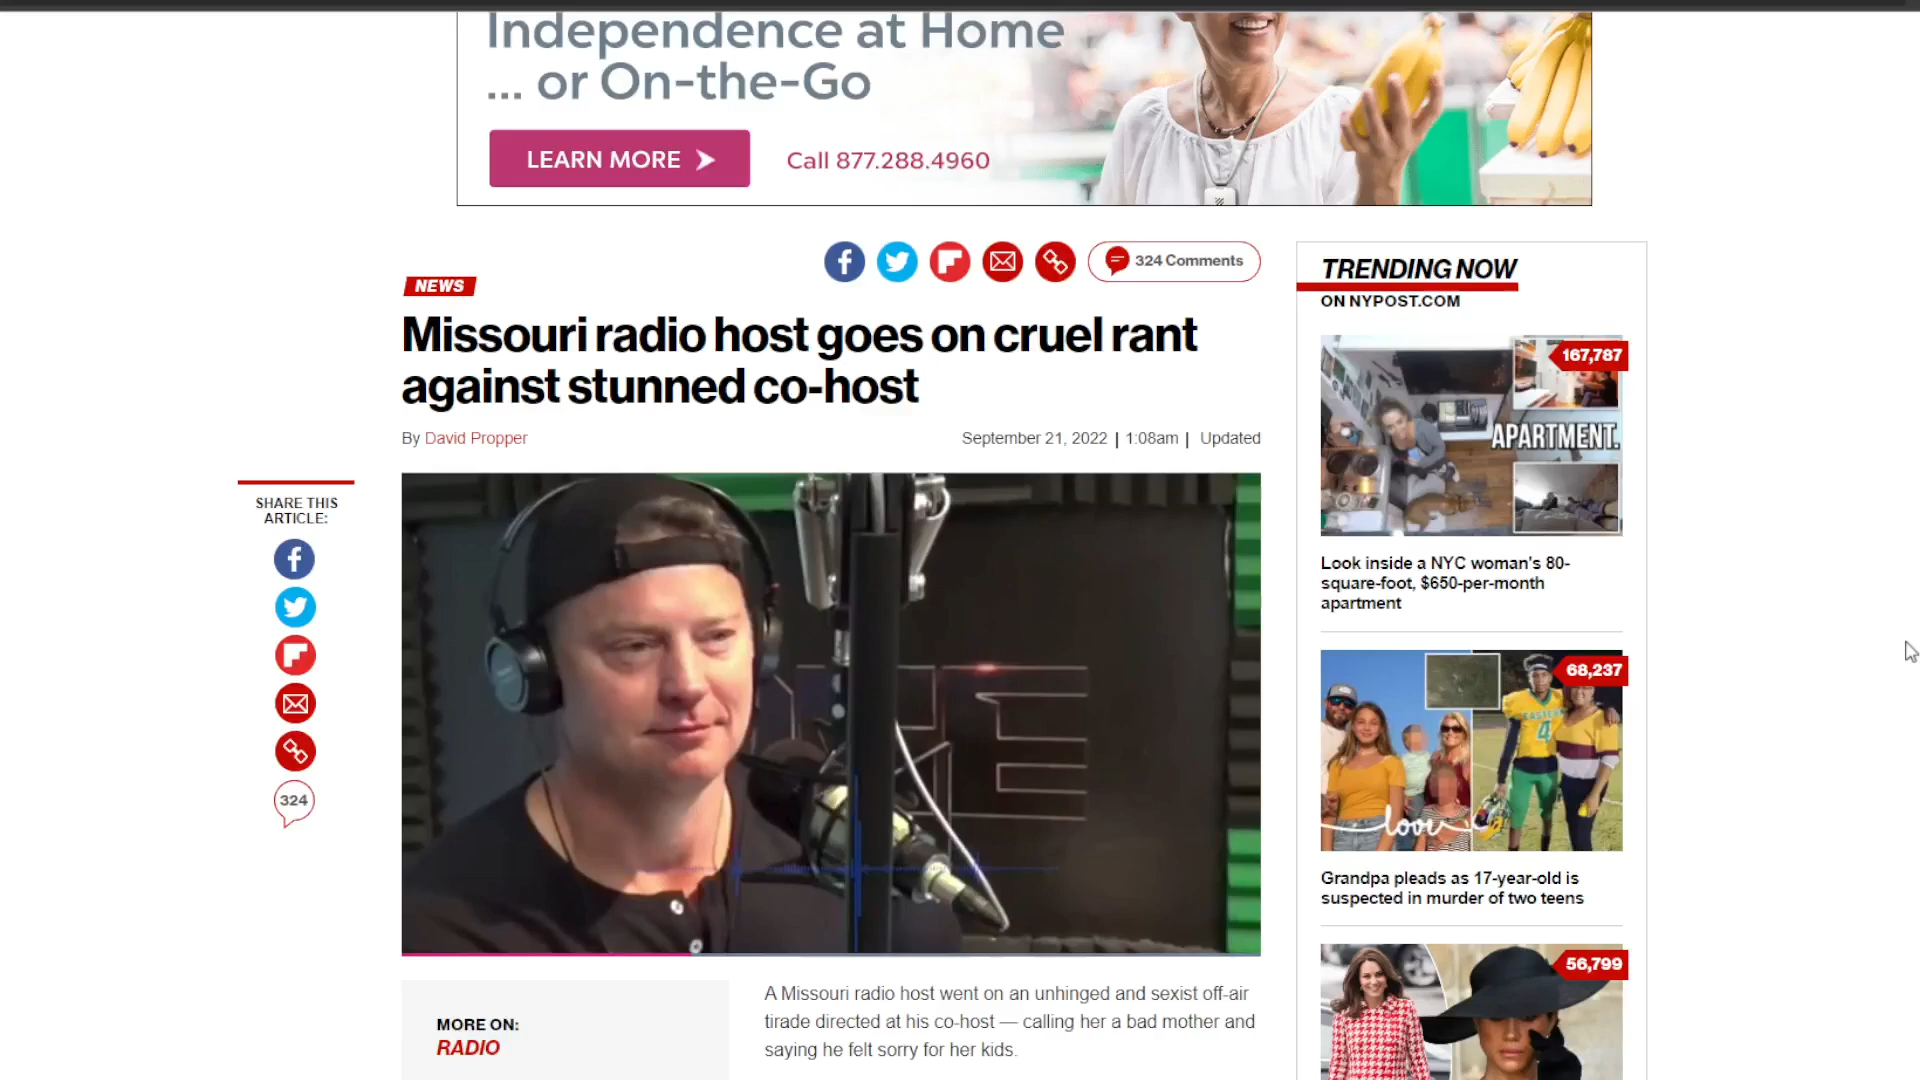 Independence at Home
... or On-the-Go
LEARN MORE
Call 877.288.4960
324 Comments
NEWS
Missouri radio host goes on cruel rant
against stunned co-host
By David Propper
September 21, 2022 | 1:08am | Updated
SHARE THIS
ARTICLE:
324
MORE ON:
RADIO
A Missouri radio host went on an unhinged and sexist off-air
tirade directed at his co-host — calling her a bad mother and
saying he felt sorry for her kids.
TRENDING NOW
ON NYPOST.COM
167,787
APARTMENT.
Look inside a NYC woman's 80-
square-foot, $650-per-month
apartment
68,237
EASTERN
4
Grandpa pleads as 17-year-old is
suspected in murder of two teens
56,799